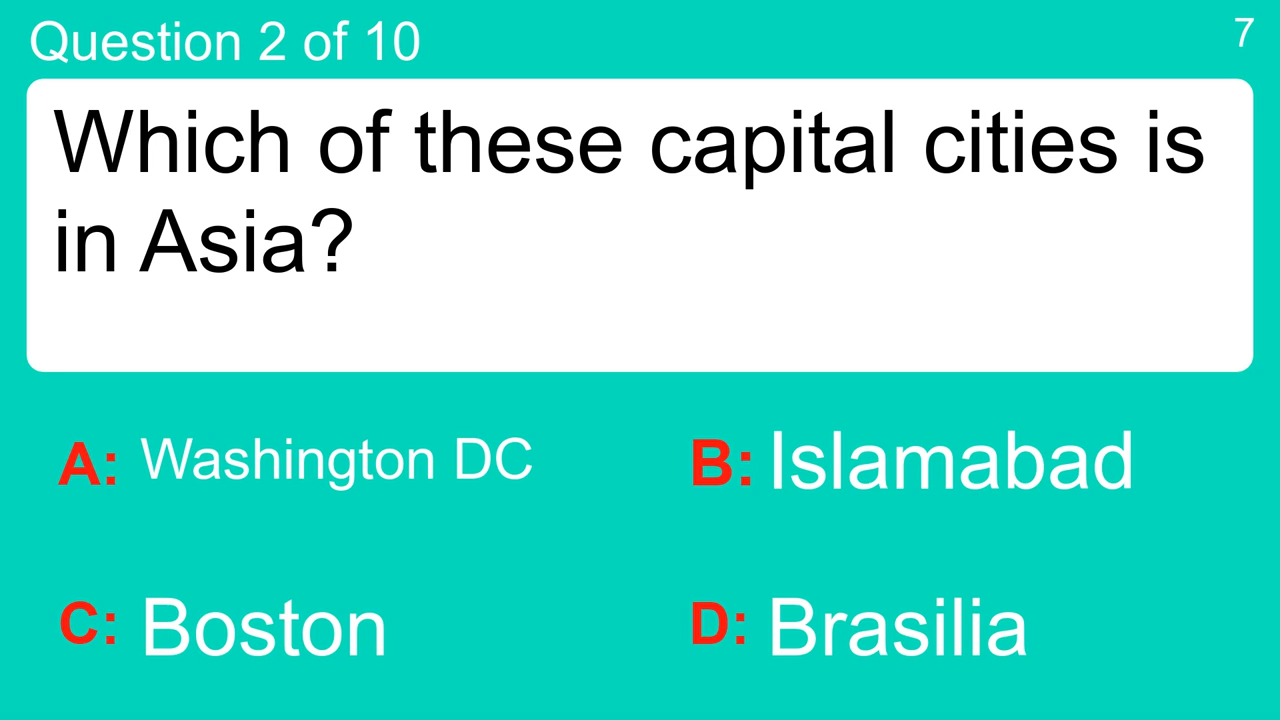 Question 2 of 10
7
Which of these capital cities is
in Asia?
A: Washington DC
B: Islamabad
C: Boston
D: Brasilia